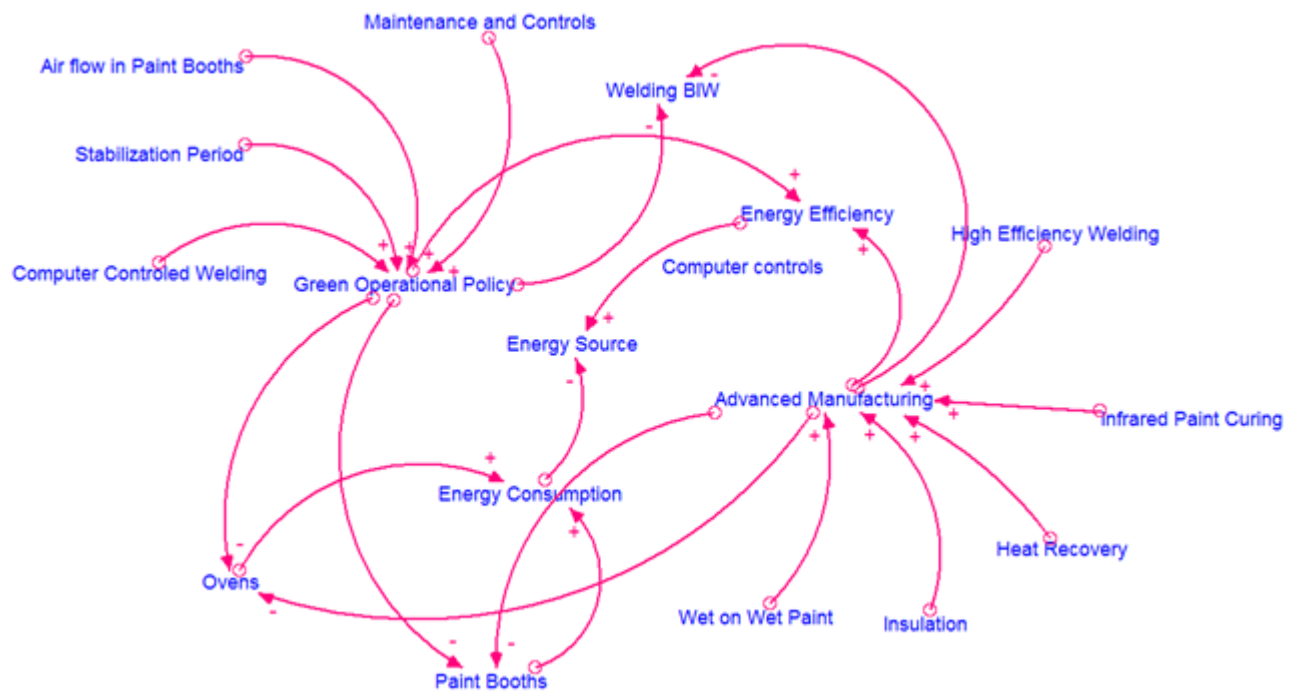 Maintenance and Controls
Air flow in Paint Booths
Welding BIW
-
-
Stabilization Period
+
Energy Efficiency
High Efficiency Welding
+
+
+
+
+
Computer Controled Welding
Computer controls
Green Operational Policy
+
Energy Source
-
+
Advanced Manufacturing
+
Infrared Paint Curing
+
+
+
+
Energy Consumption
+
-
Heat Recovery
Ovens
-
Wet on Wet Paint
Insulation
-
-
Paint Booths